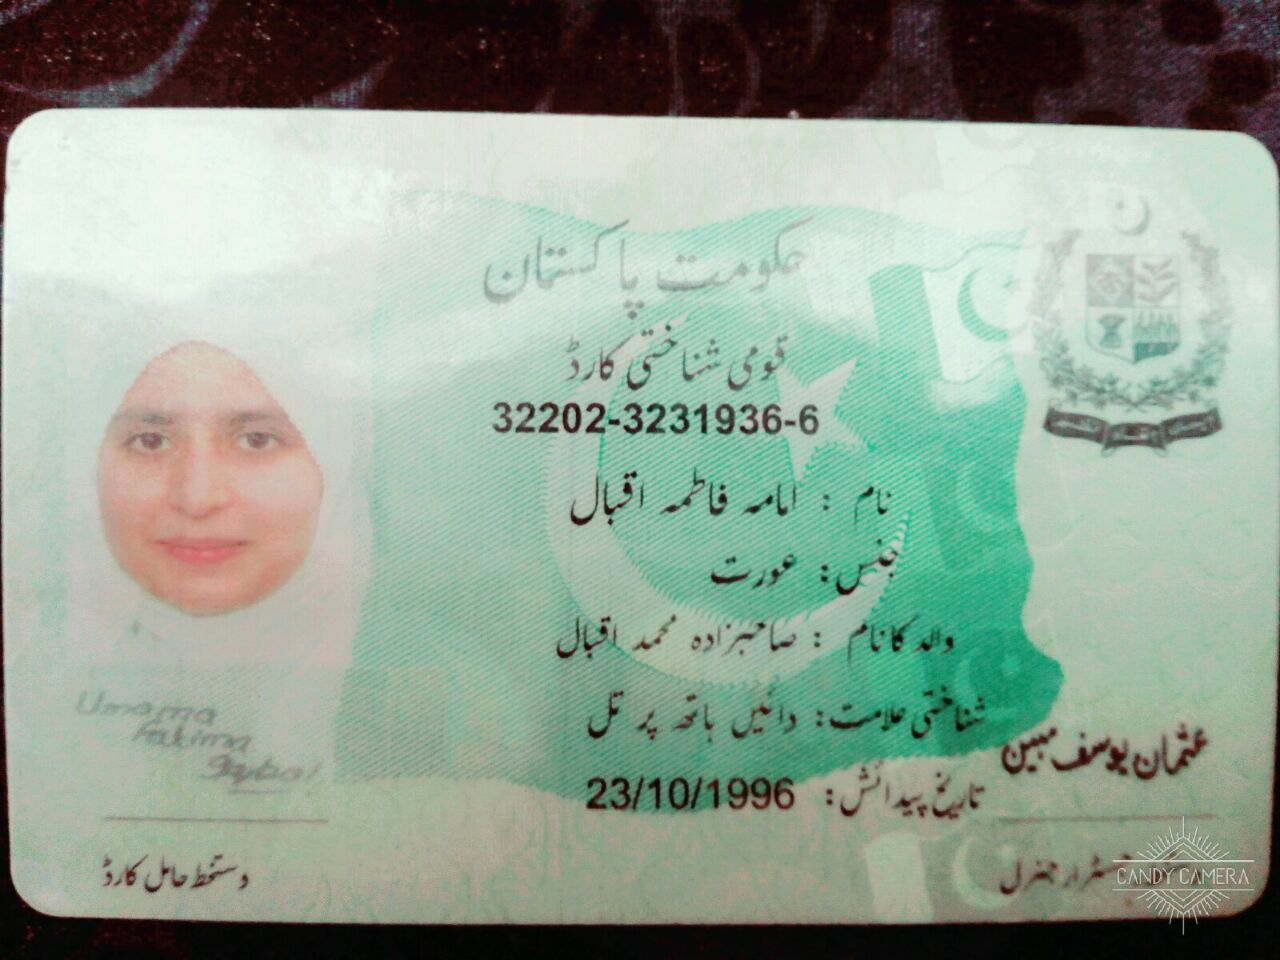 حکومت پاکستان
قومی شناختی کارڈ
32202-3231936-6
نام : امامہ فاطمہ اقبال
جنس: عورت
والد کا نام : صاحبزادہ محمد اقبال
شناختی علامت: دائیں ہاتھ پر تل
تاریخ پیدائش: 23/10/1996
Umama
Fatima
Iqbal
دستخط حامل کارڈ
عثمان یوسف مبین
رجسٹرار جنرل
CANDY CAMERA